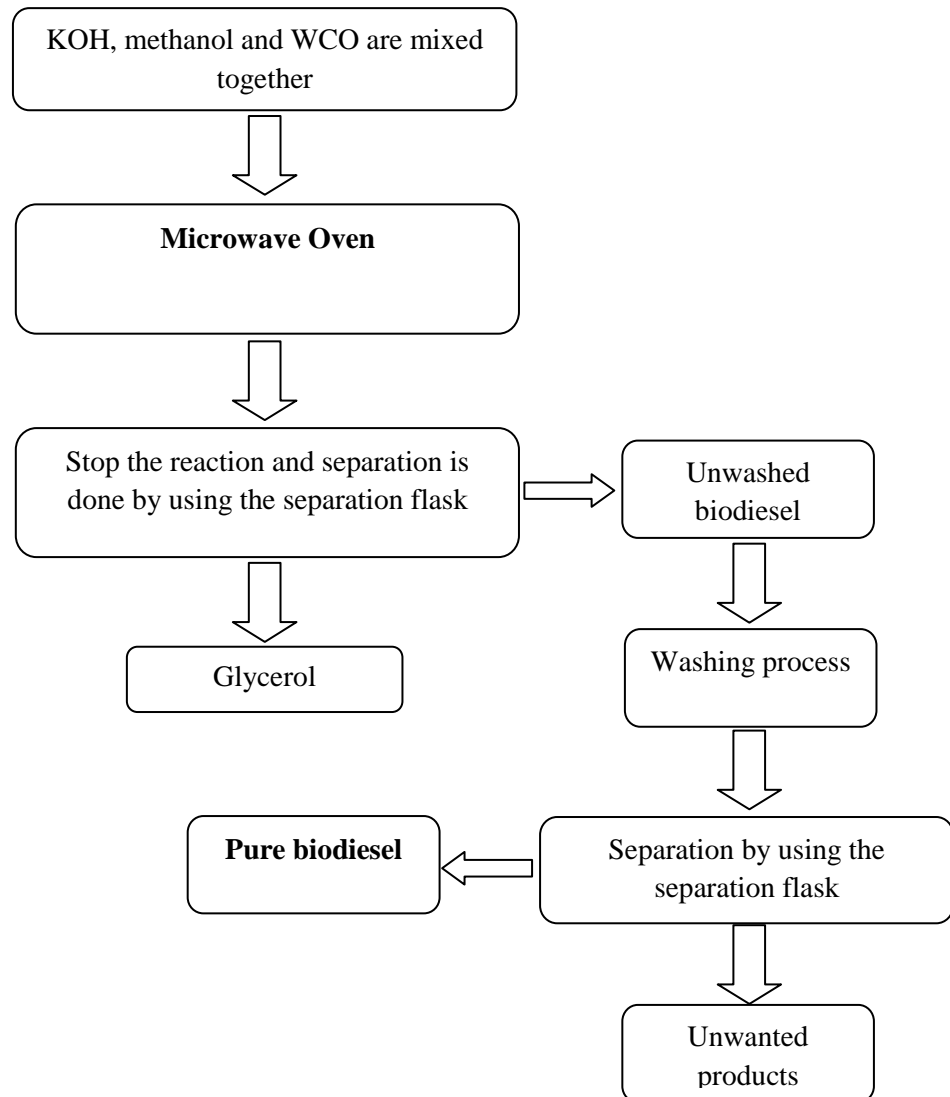 KOH, methanol and WCO are mixed
together
Microwave Oven
Stop the reaction and separation is
done by using the separation flask
Unwashed
biodiesel
Glycerol
Washing process
Pure biodiesel
Separation by using the
separation flask
Unwanted
products